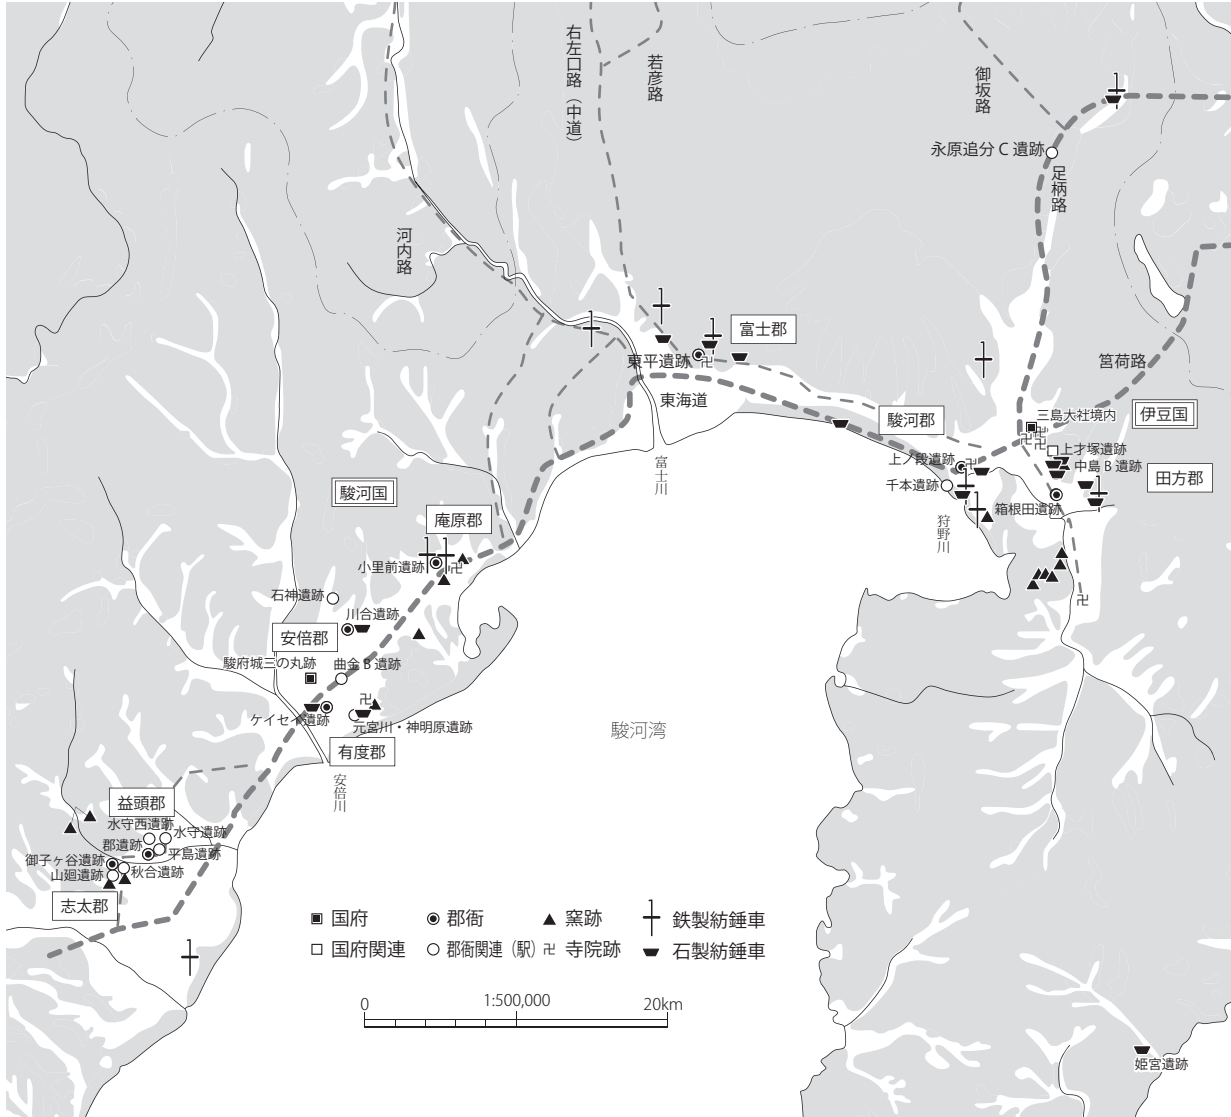 右左口路（中道）
若彦路
御坂路
永原追分 C 遺跡
足柄路
河内路
富士郡
東平遺跡
卍
東海道
筥荷路
駿河郡
三島大社境内
伊豆国
卍
卍
卍
上才塚遺跡
上ノ段遺跡
卍
中島 B 遺跡
田方郡
千本遺跡
箱根田遺跡
富士川
狩野川
駿河国
庵原郡
小里前遺跡
卍
石神遺跡
川合遺跡
卍
安倍郡
駿府城三の丸跡
曲金 B 遺跡
卍
ケイセイ遺跡
元宮川・神明原遺跡
駿河湾
有度郡
安倍川
益頭郡
水守西遺跡
水守遺跡
郡遺跡
平島遺跡
御子ヶ谷遺跡
秋合遺跡
山廻遺跡
志太郡
国府
郡衙
窯跡
鉄製紡錘車
国府関連
郡衙関連（駅）
卍 寺院跡
石製紡錘車
0
1:500,000
20km
姫宮遺跡